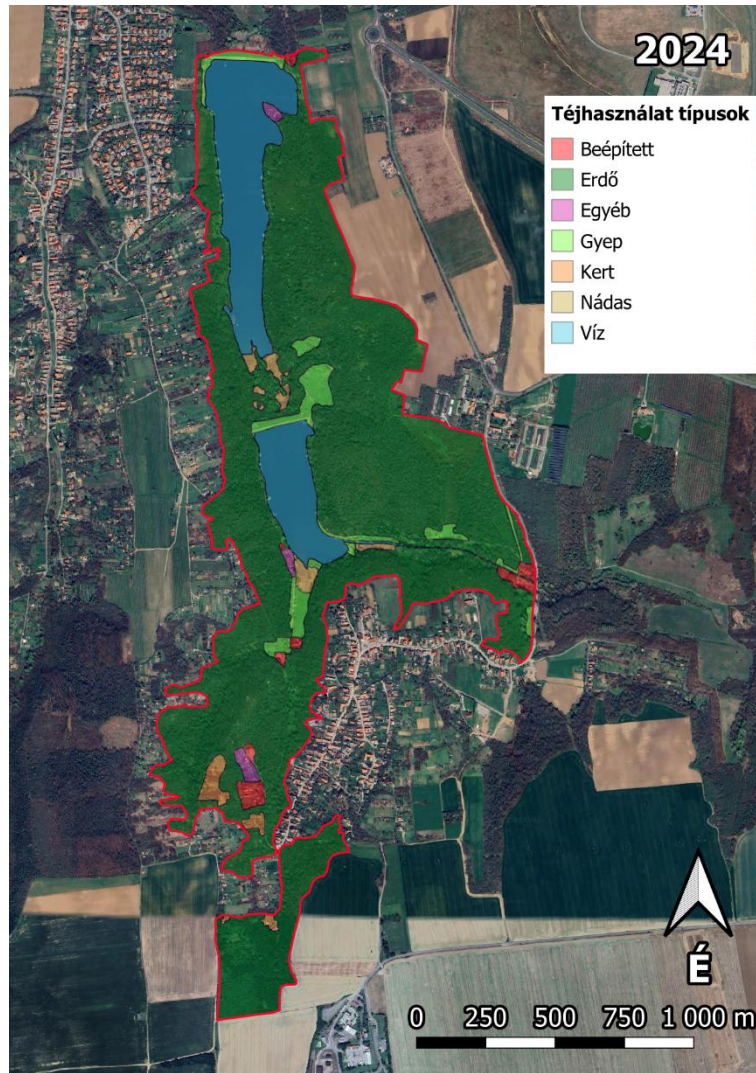 2024
Téjhasználat típusok
Beépített
Erdő
Egyéb
Gyep
Kert
Nádas
Víz
É
0 250 500 750 1 000 m